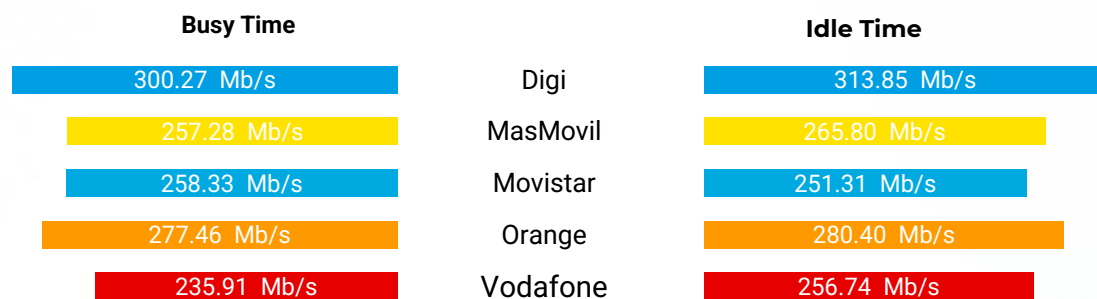 Busy Time Idle Time
300.27 Mb/s Digi 313.85 Mb/s
257.28 Mb/s MasMovil 265.80 Mb/s
258.33 Mb/s Movistar 251.31 Mb/s
277.46 Mb/s Orange 280.40 Mb/s
235.91 Mb/s Vodafone 256.74 Mb/s